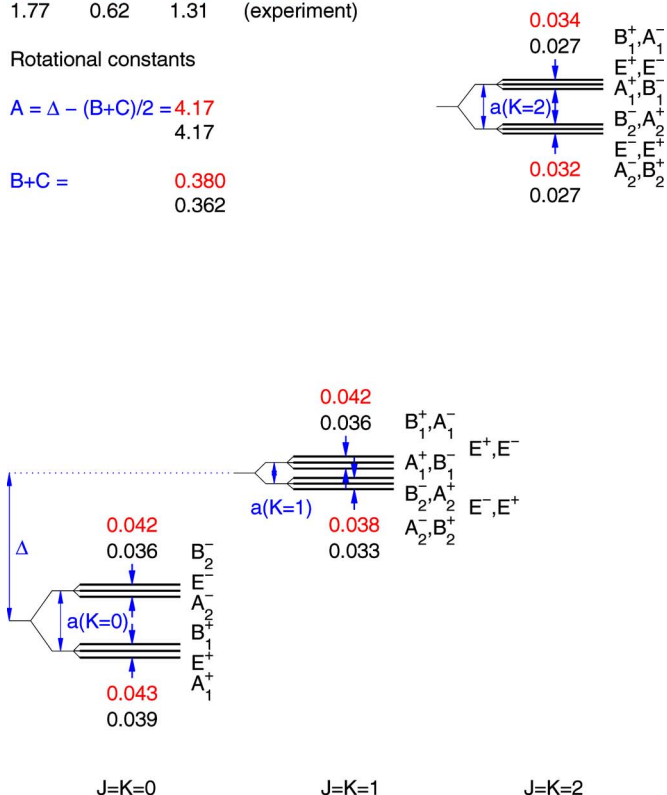 1.77 0.62 1.31 (experiment)
Rotational constants
A = Δ − (B+C)/2 = 4.17
4.17
B+C = 0.380
0.362
0.034
0.027
B₁⁺,A₁⁻
E⁺,E⁻
A₁⁺,B₁⁻
a(K=2)
B₂⁻,A₂⁺
E⁻,E⁺
A₂⁻,B₂⁺
0.032
0.027
0.042
0.036
B₁⁺,A₁⁻
E⁺,E⁻
A₁⁺,B₁⁻
a(K=1)
B₂⁻,A₂⁺
E⁻,E⁺
A₂⁻,B₂⁺
0.038
0.033
Δ
0.042
0.036
B₂⁻
E⁻
A₂⁻
a(K=0)
B₁⁺
E⁺
A₁⁺
0.043
0.039
J=K=0 J=K=1 J=K=2